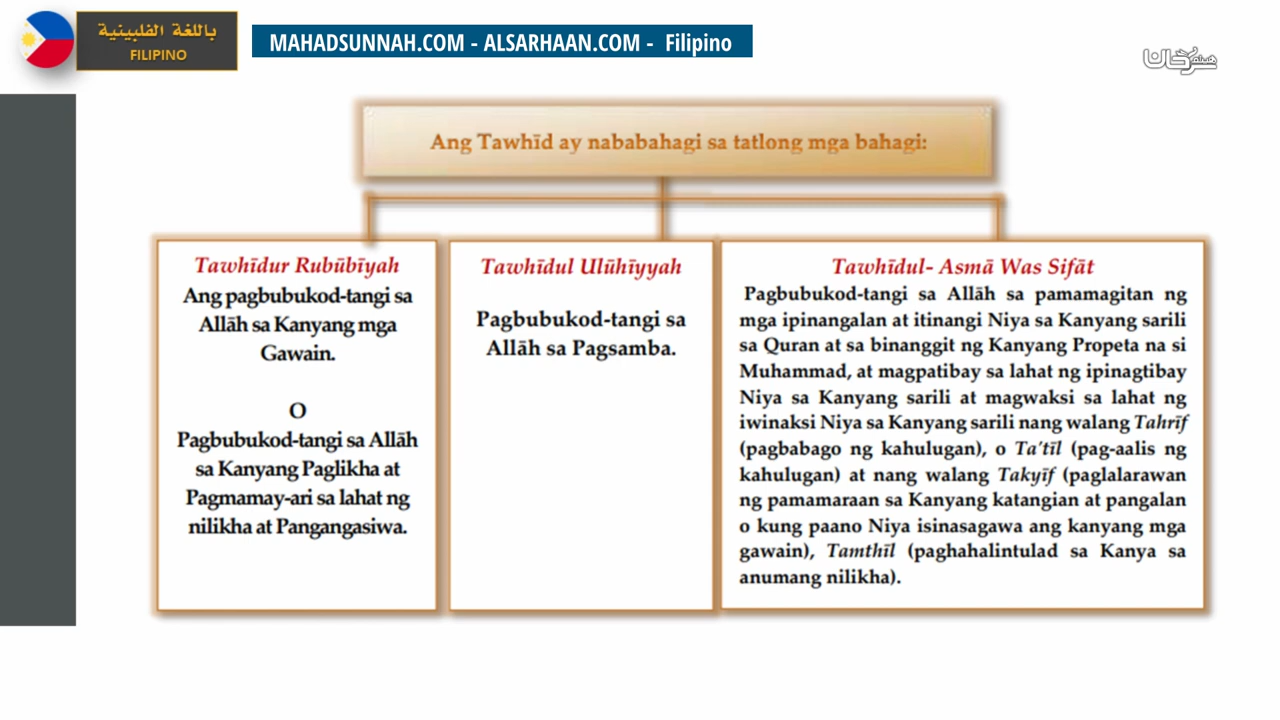 باللغة الفلبينية
FILIPINO
MAHADSUNNAH.COM - ALSARHAAN.COM - Filipino
Ang Tawhīd ay nababahagi sa tatlong mga bahagi:
Tawhīdur Rubūbīyah
Ang pagbubukod-tangi sa
Allāh sa Kanyang mga
Gawain.
O
Pagbubukod-tangi sa Allāh
sa Kanyang Paglikha at
Pagmamay-ari sa lahat ng
nilikha at Pangangasiwa.
Tawhīdul Ulūhīyyah
Pagbubukod-tangi sa
Allāh sa Pagsamba.
Tawhīdul- Asmā Was Sifāt
Pagbubukod-tangi sa Allāh sa pamamagitan ng
mga ipinangalan at itinangi Niya sa Kanyang sarili
sa Quran at sa binanggit ng Kanyang Propeta na si
Muhammad, at magpatibay sa lahat ng ipinagtibay
Niya sa Kanyang sarili at magwaksi sa lahat ng
iwinaksi Niya sa Kanyang sarili nang walang Tahrīf
(pagbabago ng kahulugan), o Ta'tīl (pag-aalis ng
kahulugan) at nang walang Takyīf (paglalarawan
ng pamamaraan sa Kanyang katangian at pangalan
o kung paano Niya isinasagawa ang kanyang mga
gawain), Tamthīl (paghahalintulad sa Kanya sa
anumang nilikha).